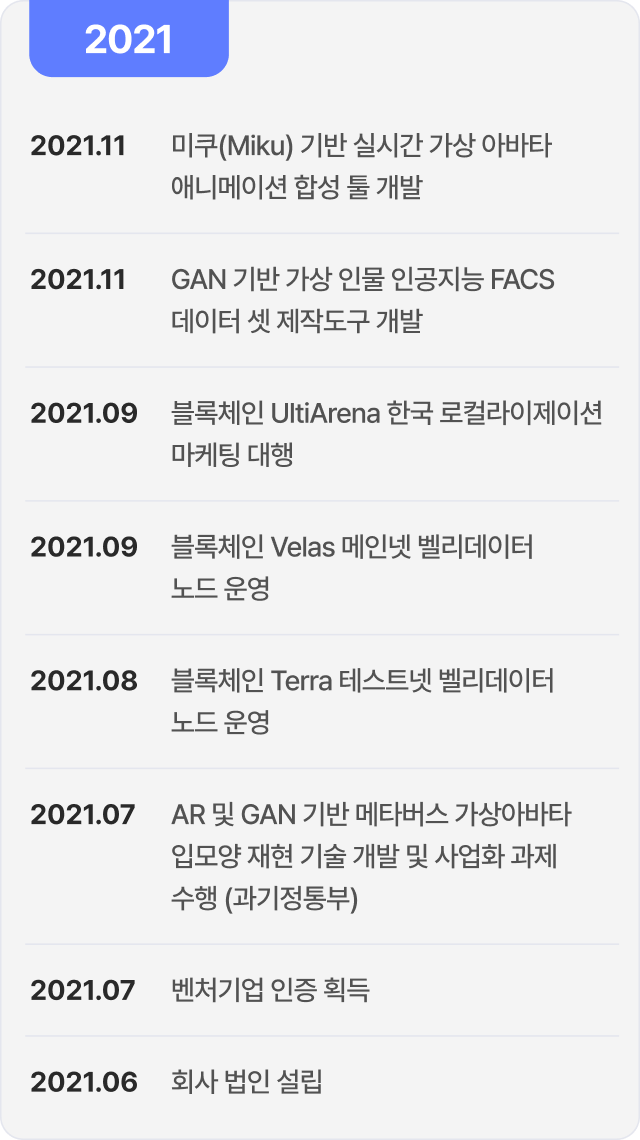 2021
2021.11 미쿠(Miku) 기반 실시간 가상 아바타
애니메이션 합성 툴 개발
2021.11 GAN 기반 가상 인물 인공지능 FACS
데이터 셋 제작도구 개발
2021.09 블록체인 UltiArena 한국 로컬라이제이션
마케팅 대행
2021.09 블록체인 Velas 메인넷 벨리데이터
노드 운영
2021.08 블록체인 Terra 테스트넷 벨리데이터
노드 운영
2021.07 AR 및 GAN 기반 메타버스 가상아바타
입모양 재현 기술 개발 및 사업화 과제
수행 (과기정통부)
2021.07 벤처기업 인증 획득
2021.06 회사 법인 설립